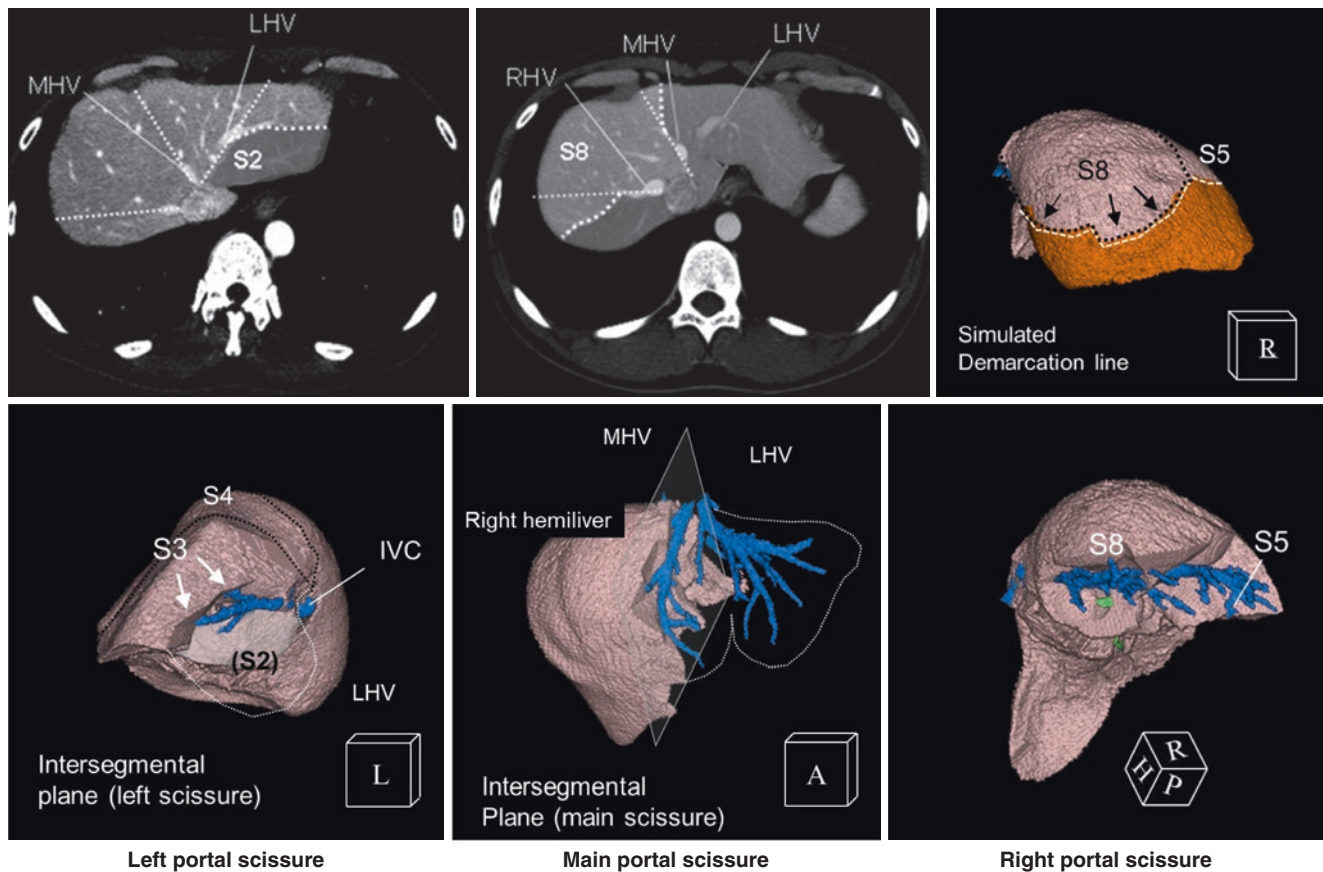 LHV
MHV
S2
LHV
MHV
RHV
S8
S5
S8
Simulated
Demarcation line
R
S4
S3
IVC
(S2)
LHV
Intersegmental
plane (left scissure)
L
MHV
LHV
Right hemiliver
Intersegmental
Plane (main scissure)
A
S8
S5
R
H
P
Left portal scissure
Main portal scissure
Right portal scissure